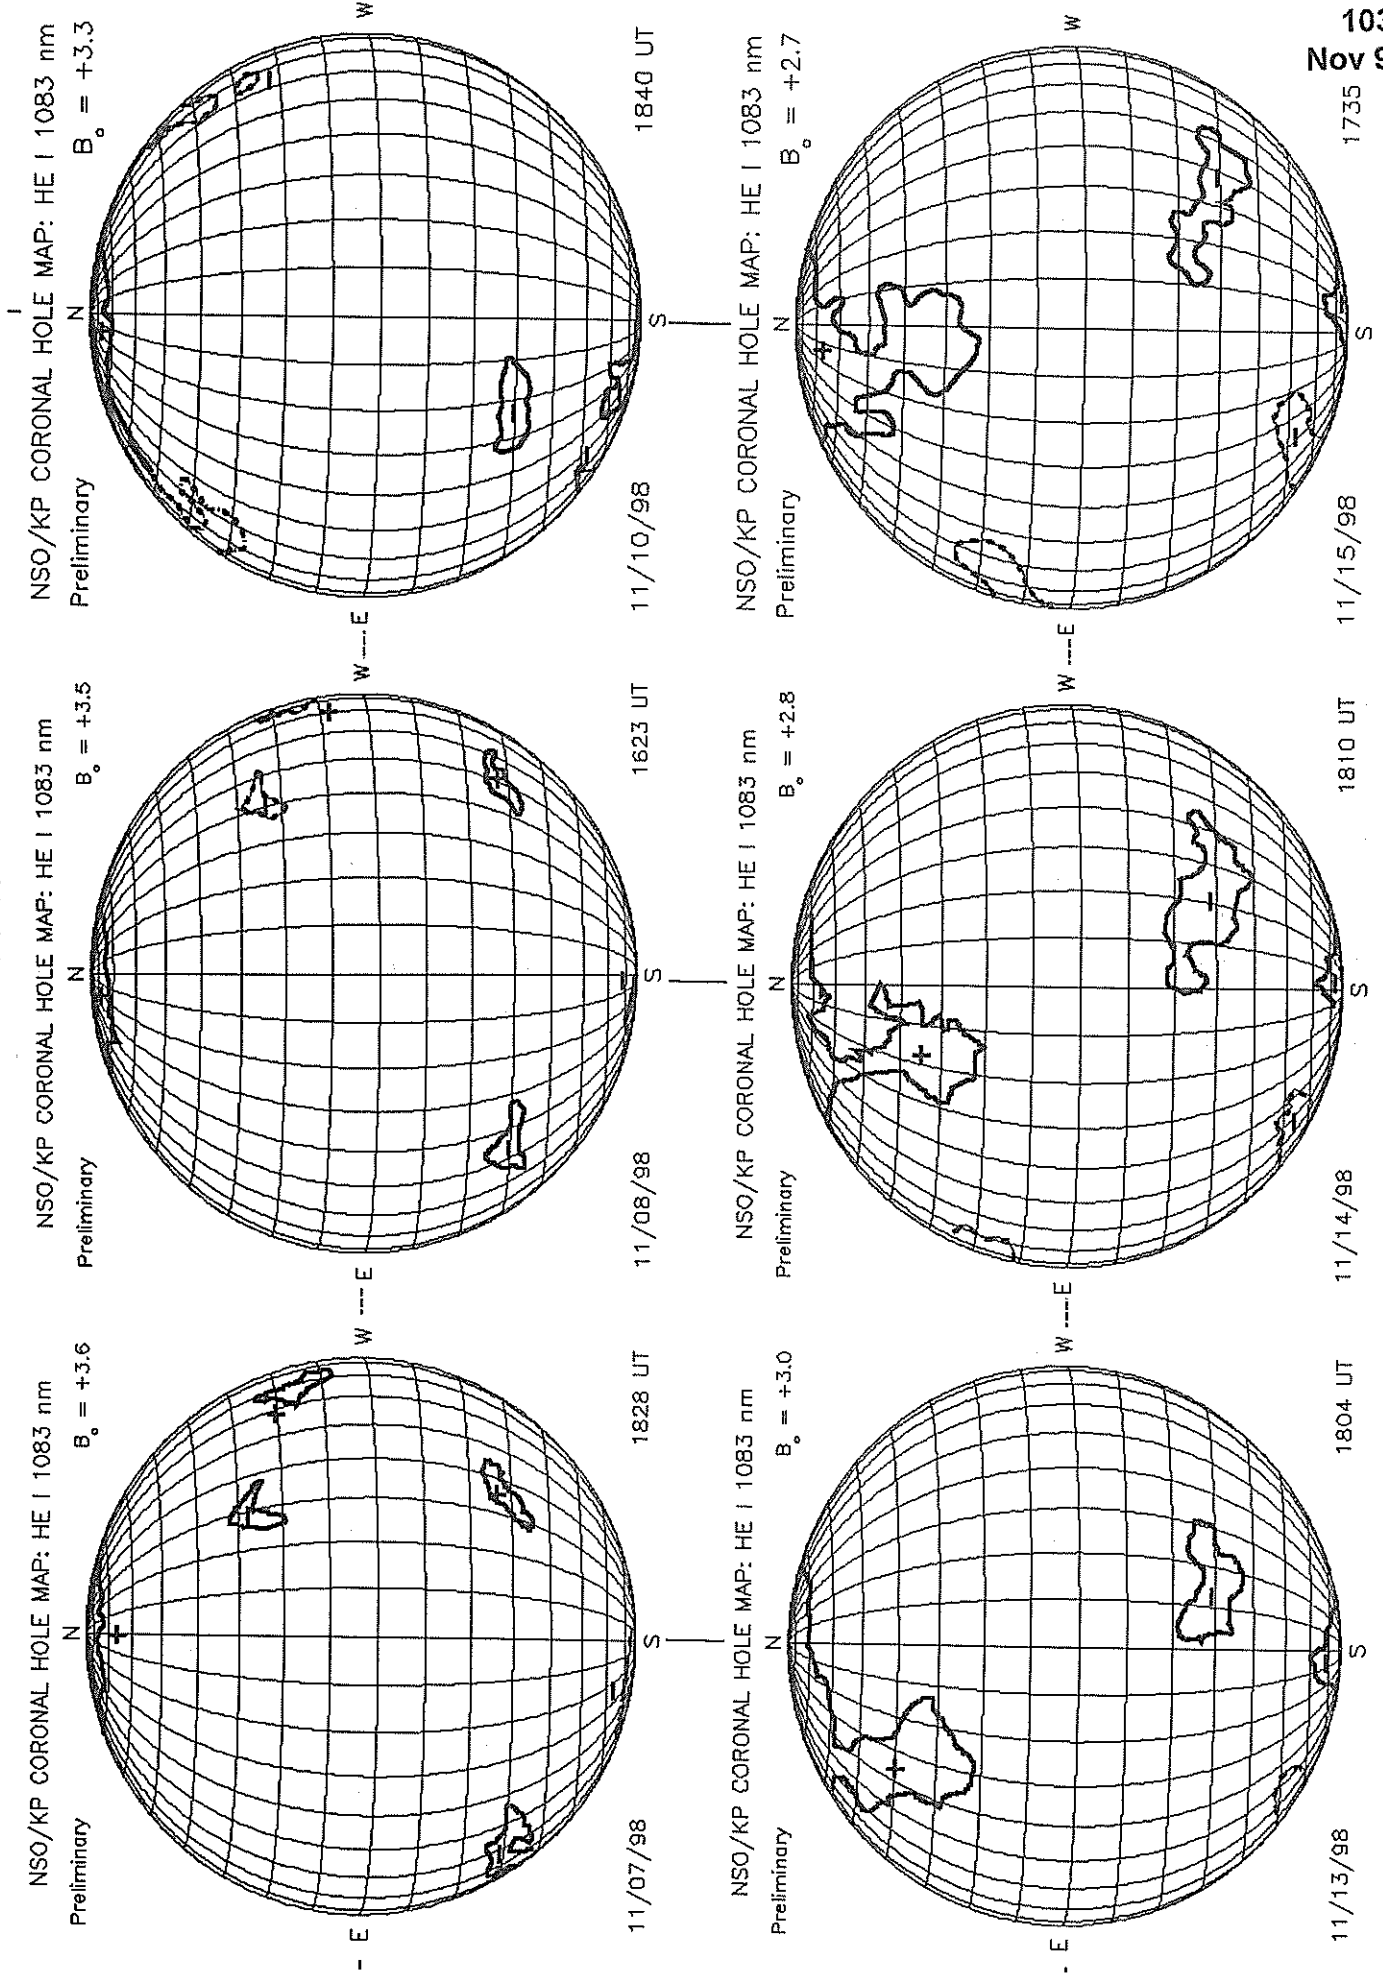 103
Nov 9
NSO/KP CORONAL HOLE MAP: HE I 1083 nm
Preliminary
B₀ = +3.6
N
- E
W --- E
S
11/07/98
1828 UT
NSO/KP CORONAL HOLE MAP: HE I 1083 nm
Preliminary
B₀ = +3.5
N
W --- E
S
11/08/98
1623 UT
NSO/KP CORONAL HOLE MAP: HE I 1083 nm
Preliminary
B₀ = +3.3
N
W
S
11/10/98
1840 UT
NSO/KP CORONAL HOLE MAP: HE I 1083 nm
Preliminary
B₀ = +3.0
N
- E
W --- E
S
11/13/98
1804 UT
NSO/KP CORONAL HOLE MAP: HE I 1083 nm
Preliminary
B₀ = +2.8
N
W --- E
S
11/14/98
1810 UT
NSO/KP CORONAL HOLE MAP: HE I 1083 nm
Preliminary
B₀ = +2.7
N
W
S
11/15/98
1735